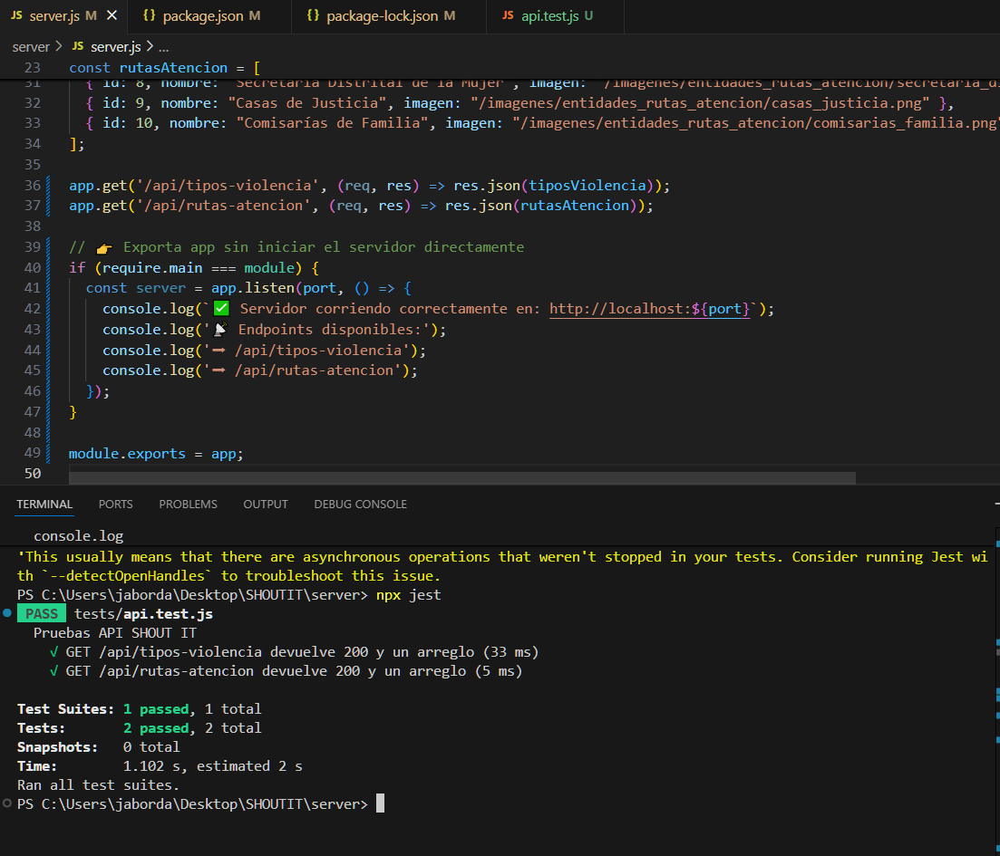 JS server.js M ×
{} package.json M
{} package-lock.json M
JS api.test.js U
server > JS server.js > ...
23 const rutasAtencion = [
31 { id: 8, nombre: "Secretaría Distrital de la Mujer", imagen: "/imagenes/entidades_rutas_atencion/secretaria_di
32 { id: 9, nombre: "Casas de Justicia", imagen: "/imagenes/entidades_rutas_atencion/casas_justicia.png" },
33 { id: 10, nombre: "Comisarías de Familia", imagen: "/imagenes/entidades_rutas_atencion/comisarias_familia.png"
34 ];
35
36 app.get('/api/tipos-violencia', (req, res) => res.json(tiposViolencia));
37 app.get('/api/rutas-atencion', (req, res) => res.json(rutasAtencion));
38
39 // 👉 Exporta app sin iniciar el servidor directamente
40 if (require.main === module) {
41 const server = app.listen(port, () => {
42 console.log(`✅ Servidor corriendo correctamente en: http://localhost:${port}`);
43 console.log('📡 Endpoints disponibles:');
44 console.log('➡ /api/tipos-violencia');
45 console.log('➡ /api/rutas-atencion');
46 });
47 }
48
49 module.exports = app;
50
TERMINAL PORTS PROBLEMS OUTPUT DEBUG CONSOLE
console.log
'This usually means that there are asynchronous operations that weren't stopped in your tests. Consider running Jest wi
th `--detectOpenHandles` to troubleshoot this issue.
PS C:\Users\jaborda\Desktop\SHOUTIT\server> npx jest
PASS tests/api.test.js
Pruebas API SHOUT IT
√ GET /api/tipos-violencia devuelve 200 y un arreglo (33 ms)
√ GET /api/rutas-atencion devuelve 200 y un arreglo (5 ms)
Test Suites: 1 passed, 1 total
Tests: 2 passed, 2 total
Snapshots: 0 total
Time: 1.102 s, estimated 2 s
Ran all test suites.
PS C:\Users\jaborda\Desktop\SHOUTIT\server>